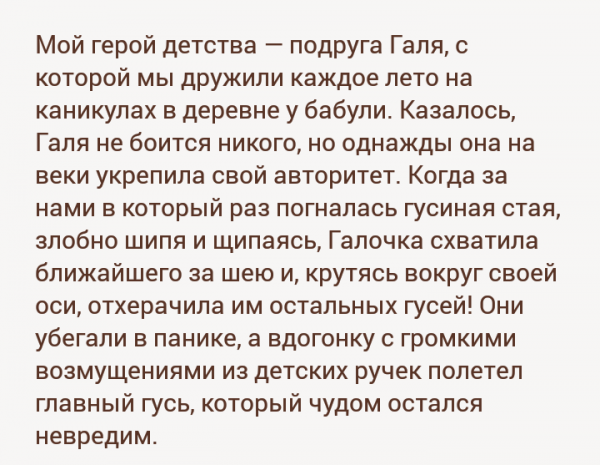 Мой герой детства — подруга Галя, с
которой мы дружили каждое лето на
каникулах в деревне у бабули. Казалось,
Галя не боится никого, но однажды она на
веки укрепила свой авторитет. Когда за
нами в который раз погналась гусиная стая,
злобно шипя и щипаясь, Галочка схватила
ближайшего за шею и, крутясь вокруг своей
оси, отхерачила им остальных гусей! Они
убегали в панике, а вдогонку с громкими
возмущениями из детских ручек полетел
главный гусь, который чудом остался
невредим.